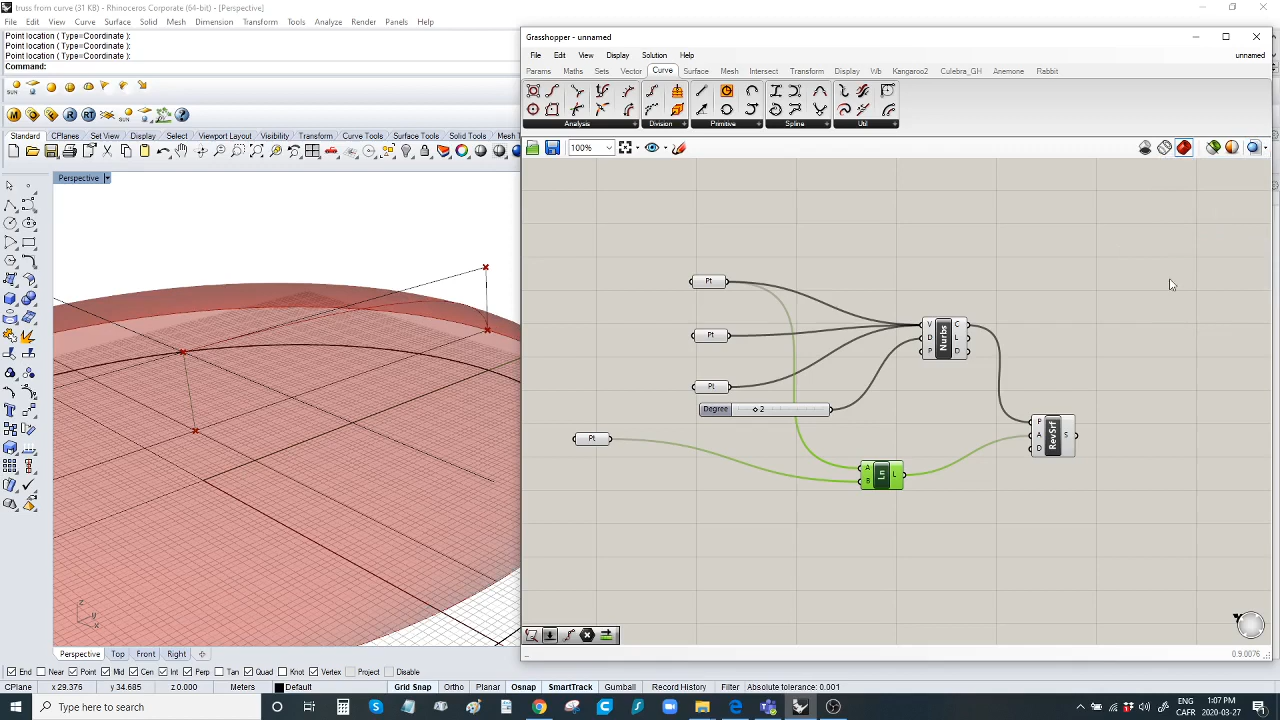 truss from curve (31 KB) - Rhinoceros Corporate (64-bit) - [Perspective]
File Edit View Curve Surface Solid Mesh Dimension Transform Tools Analyze Render Panels Help
Point location ( Type=Coordinate ):
Point location ( Type=Coordinate ):
Command:
Standard CPlanes Set View Display Select Viewport Layout Visibility Transform Curve Tools Surface Tools Solid Tools Mesh T
Perspective
z
y
x
Perspective Top Front Right
End Near Point Mid Cen Int Perp Tan Quad Knot Vertex Project Disable
CPlane x 29.376 y 34.685 z 0.000 Meters Default Grid Snap Ortho Planar Osnap SmartTrack Gumball Record History Filter Absolute tolerance: 0.001
Grasshopper - unnamed
File Edit View Display Solution Help unnamed
Params Maths Sets Vector Curve Surface Mesh Intersect Transform Display Wb Kangaroo2 Culebra_GH Anemone Rabbit
Analysis Division Primitive Spline Util
100%
Pt
Pt
Pt
Degree 2
Pt
V D P Nurbs C L D
A B Ln L
P A D RevSrf S
0.9.0076
Type here to search
ENG
CAFR
1:07 PM
2020-03-27